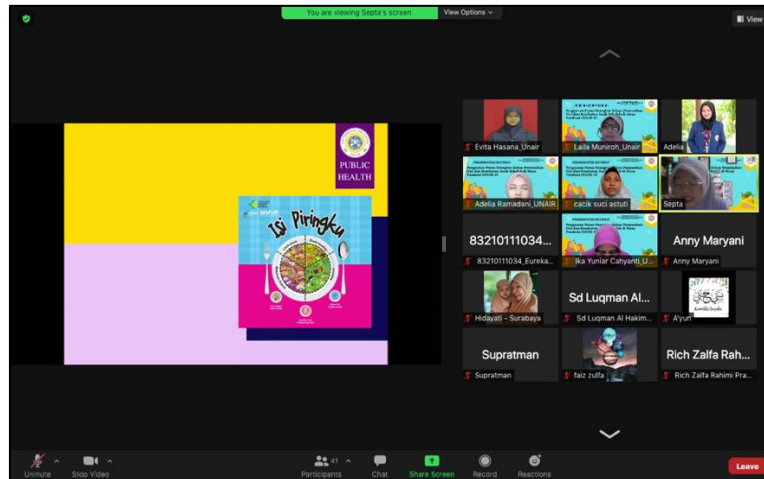 You are viewing Septa's screen
View Options
View
PUBLIC
HEALTH
Isi Piringku
Evita Hasana_Unair
Laila Muniroh_Unair
Adelia
Adelia Ramadani_UNAIR
cacik suci astuti
Septa
83210111034...
83210111034_Eureka...
Ika Yuniar Cahyanti_U...
Anny Maryani
Anny Maryani
Hidayati - Surabaya
Sd Luqman Al...
Sd Luqman Al Hakim...
A'yun
Supratman
Supratman
faiz zulfa
Rich Zalfa Rah...
Rich Zalfa Rahimi Pra...
Unmute
Stop Video
41
Participants
Chat
Share Screen
Record
Reactions
Leave